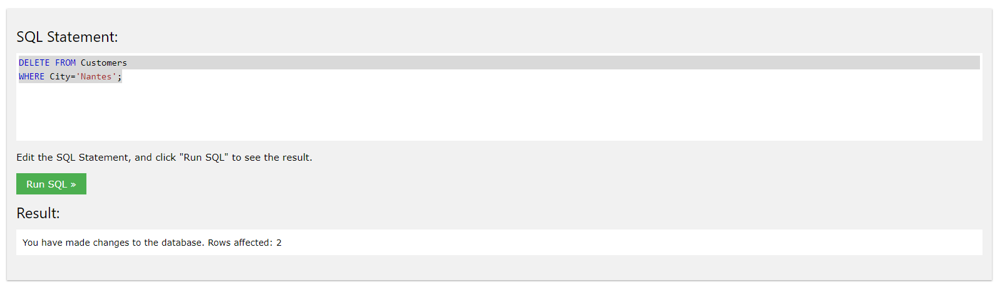 SQL Statement:
DELETE FROM Customers
WHERE City='Nantes';
Edit the SQL Statement, and click "Run SQL" to see the result.
Run SQL »
Result:
You have made changes to the database. Rows affected: 2